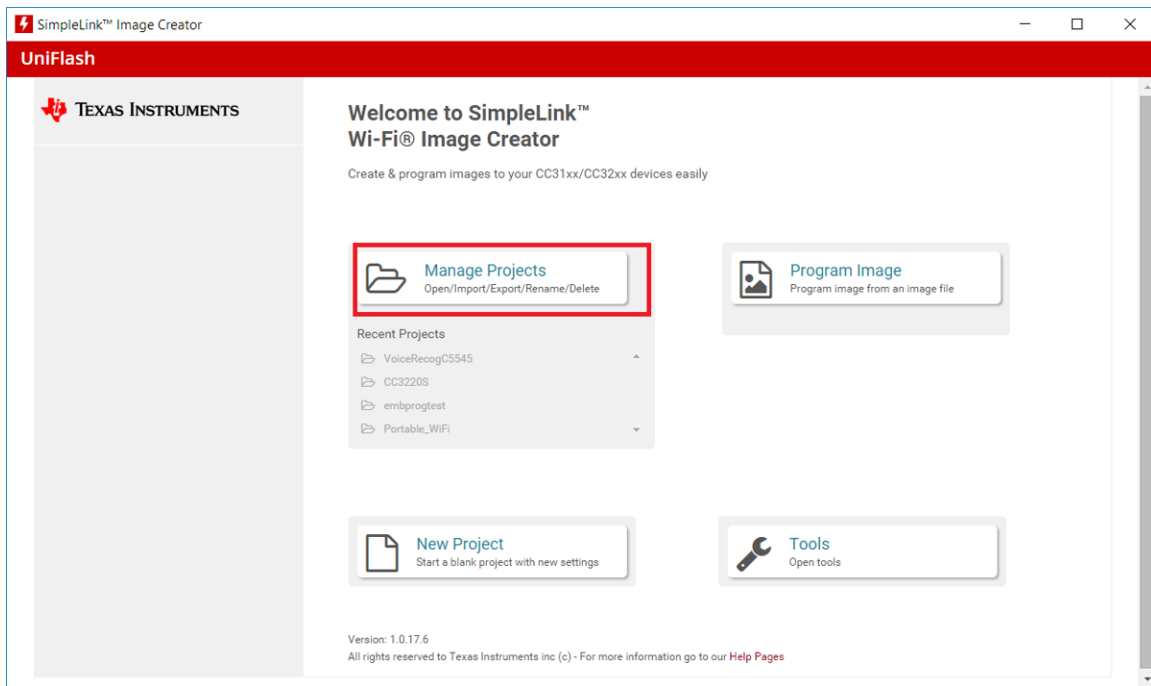 SimpleLink™ Image Creator
UniFlash
TEXAS INSTRUMENTS
Welcome to SimpleLink™
Wi-Fi® Image Creator
Create & program images to your CC31xx/CC32xx devices easily
Manage Projects
Open/Import/Export/Rename/Delete
Program Image
Program image from an image file
Recent Projects
VoiceRecogC5545
CC3220S
embprogtest
Portable_WiFi
New Project
Start a blank project with new settings
Tools
Open tools
Version: 1.0.17.6
All rights reserved to Texas Instruments inc (c) - For more information go to our Help Pages